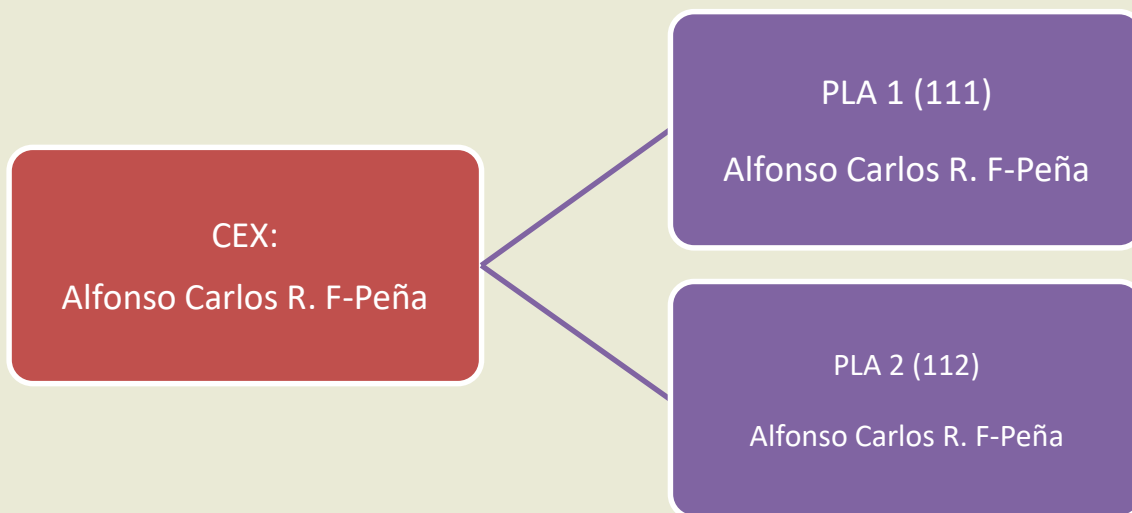 CEX:
Alfonso Carlos R. F-Peña
PLA 1 (111)
Alfonso Carlos R. F-Peña
PLA 2 (112)
Alfonso Carlos R. F-Peña